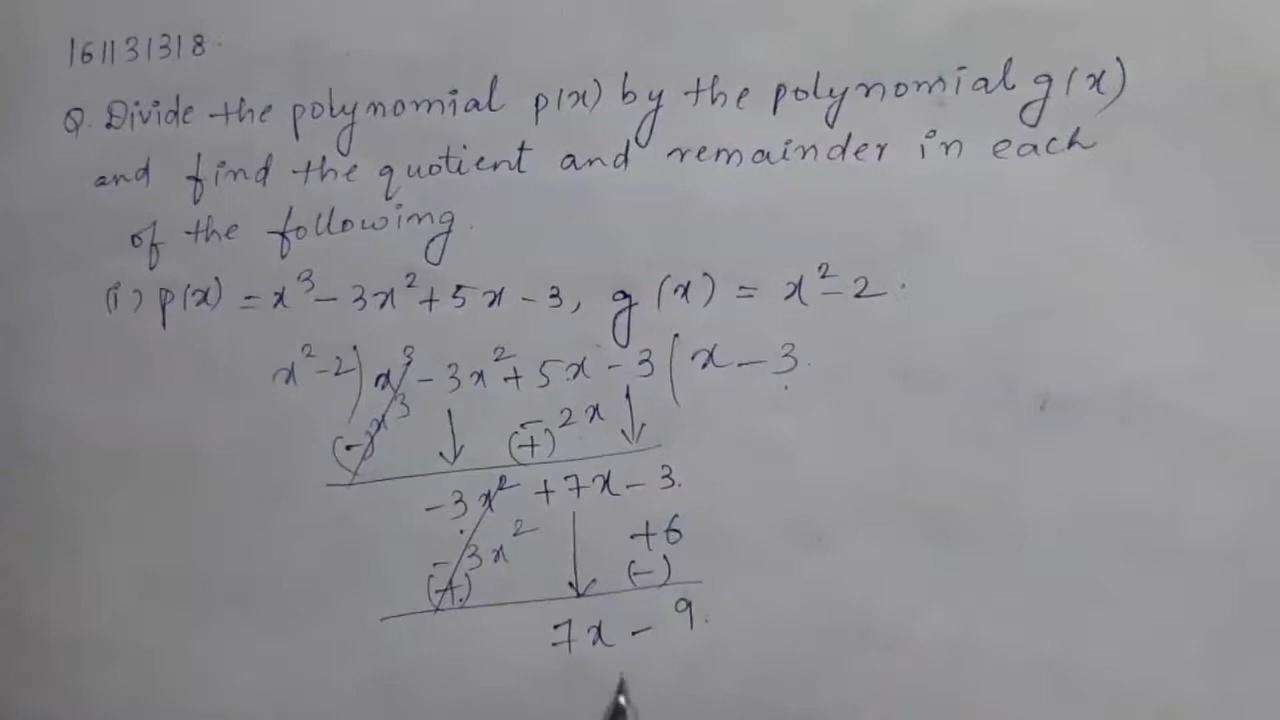 161131318.
Q. Divide the polynomial p(x) by the polynomial g(x)
and find the quotient and remainder in each
of the following.
(i) p(x) = x³ - 3x² + 5x - 3, g(x) = x² - 2.
x² - 2) x³ - 3x² + 5x - 3 (x - 3.
(-) x³ ↓ (+) - 2x ↓
- 3x² + 7x - 3.
- 3x² ↓ + 6
(+) (-)
7x - 9.